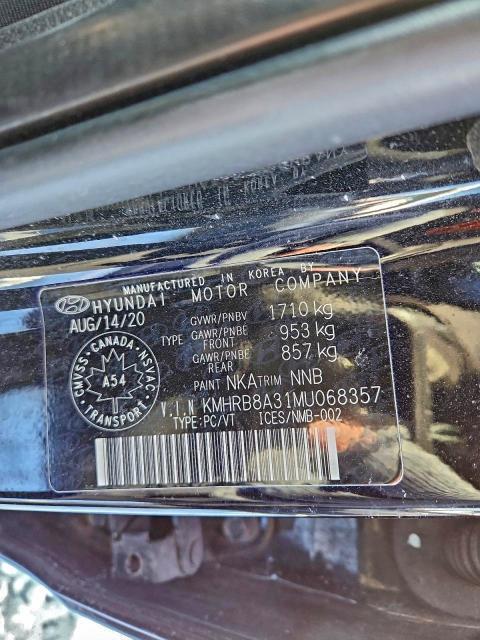 MANUFACTURED IN KOREA BY
HYUNDAI MOTOR COMPANY
AUG/14/20
GVWR/PNBV 1710 kg
TYPE GAWR/PNBE FRONT 953 kg
GAWR/PNBE REAR 857 kg
PAINT NKA TRIM NNB
V.I.N KMHRB8A31MU068357
TYPE:PC/VT ICES/NMB-002
CMVSS-CANADA-NSVAC
A54
TRANSPORT